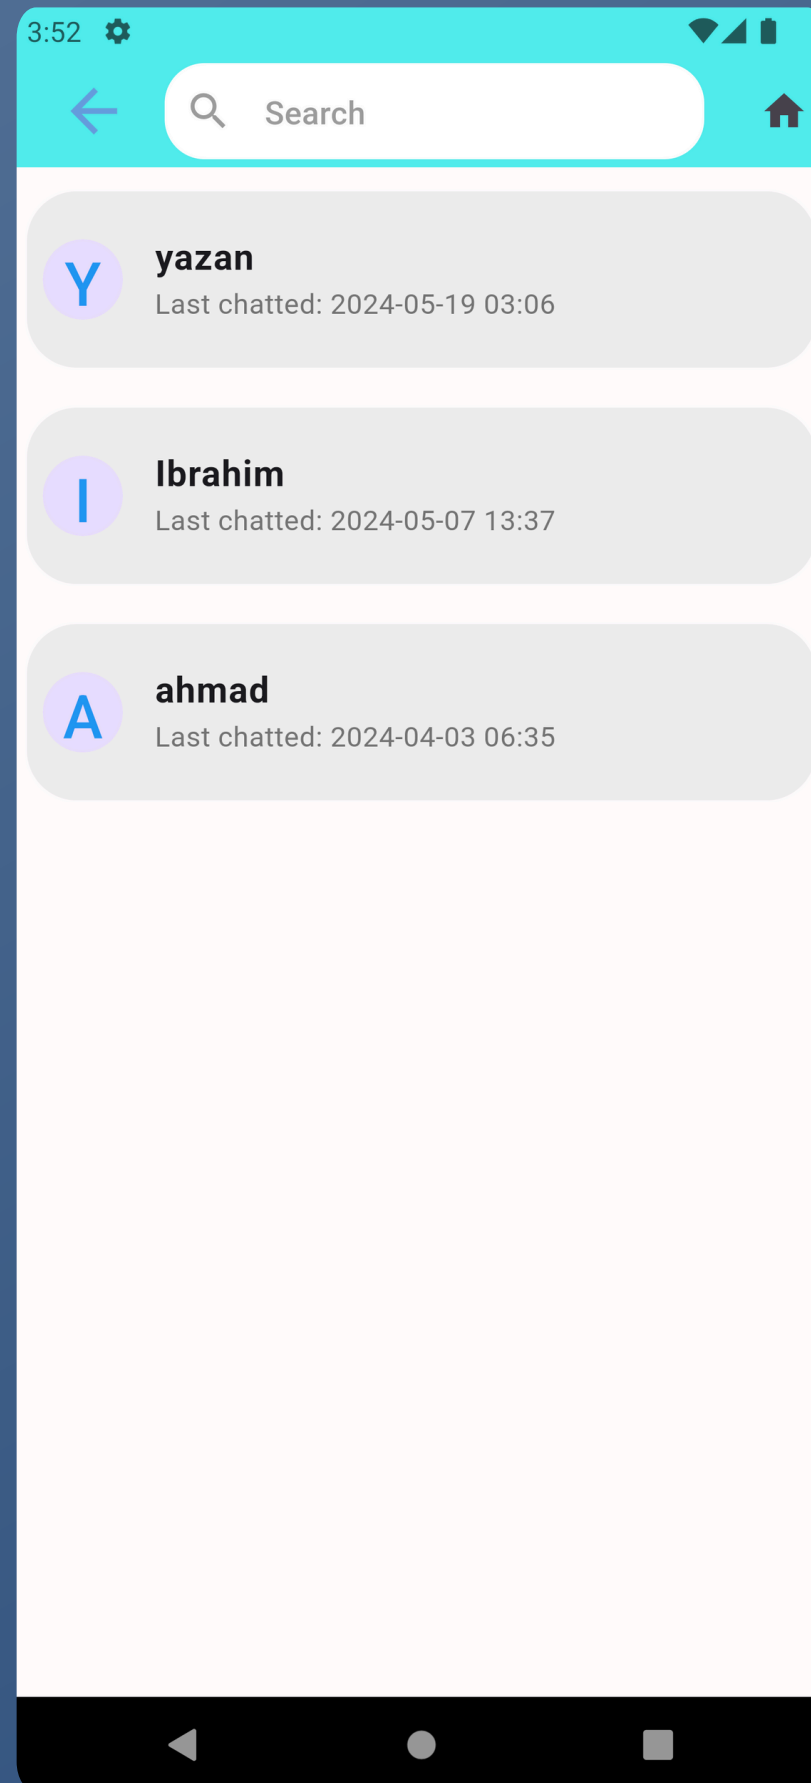 3:52
Search
Y
yazan
Last chatted: 2024-05-19 03:06
I
Ibrahim
Last chatted: 2024-05-07 13:37
A
ahmad
Last chatted: 2024-04-03 06:35